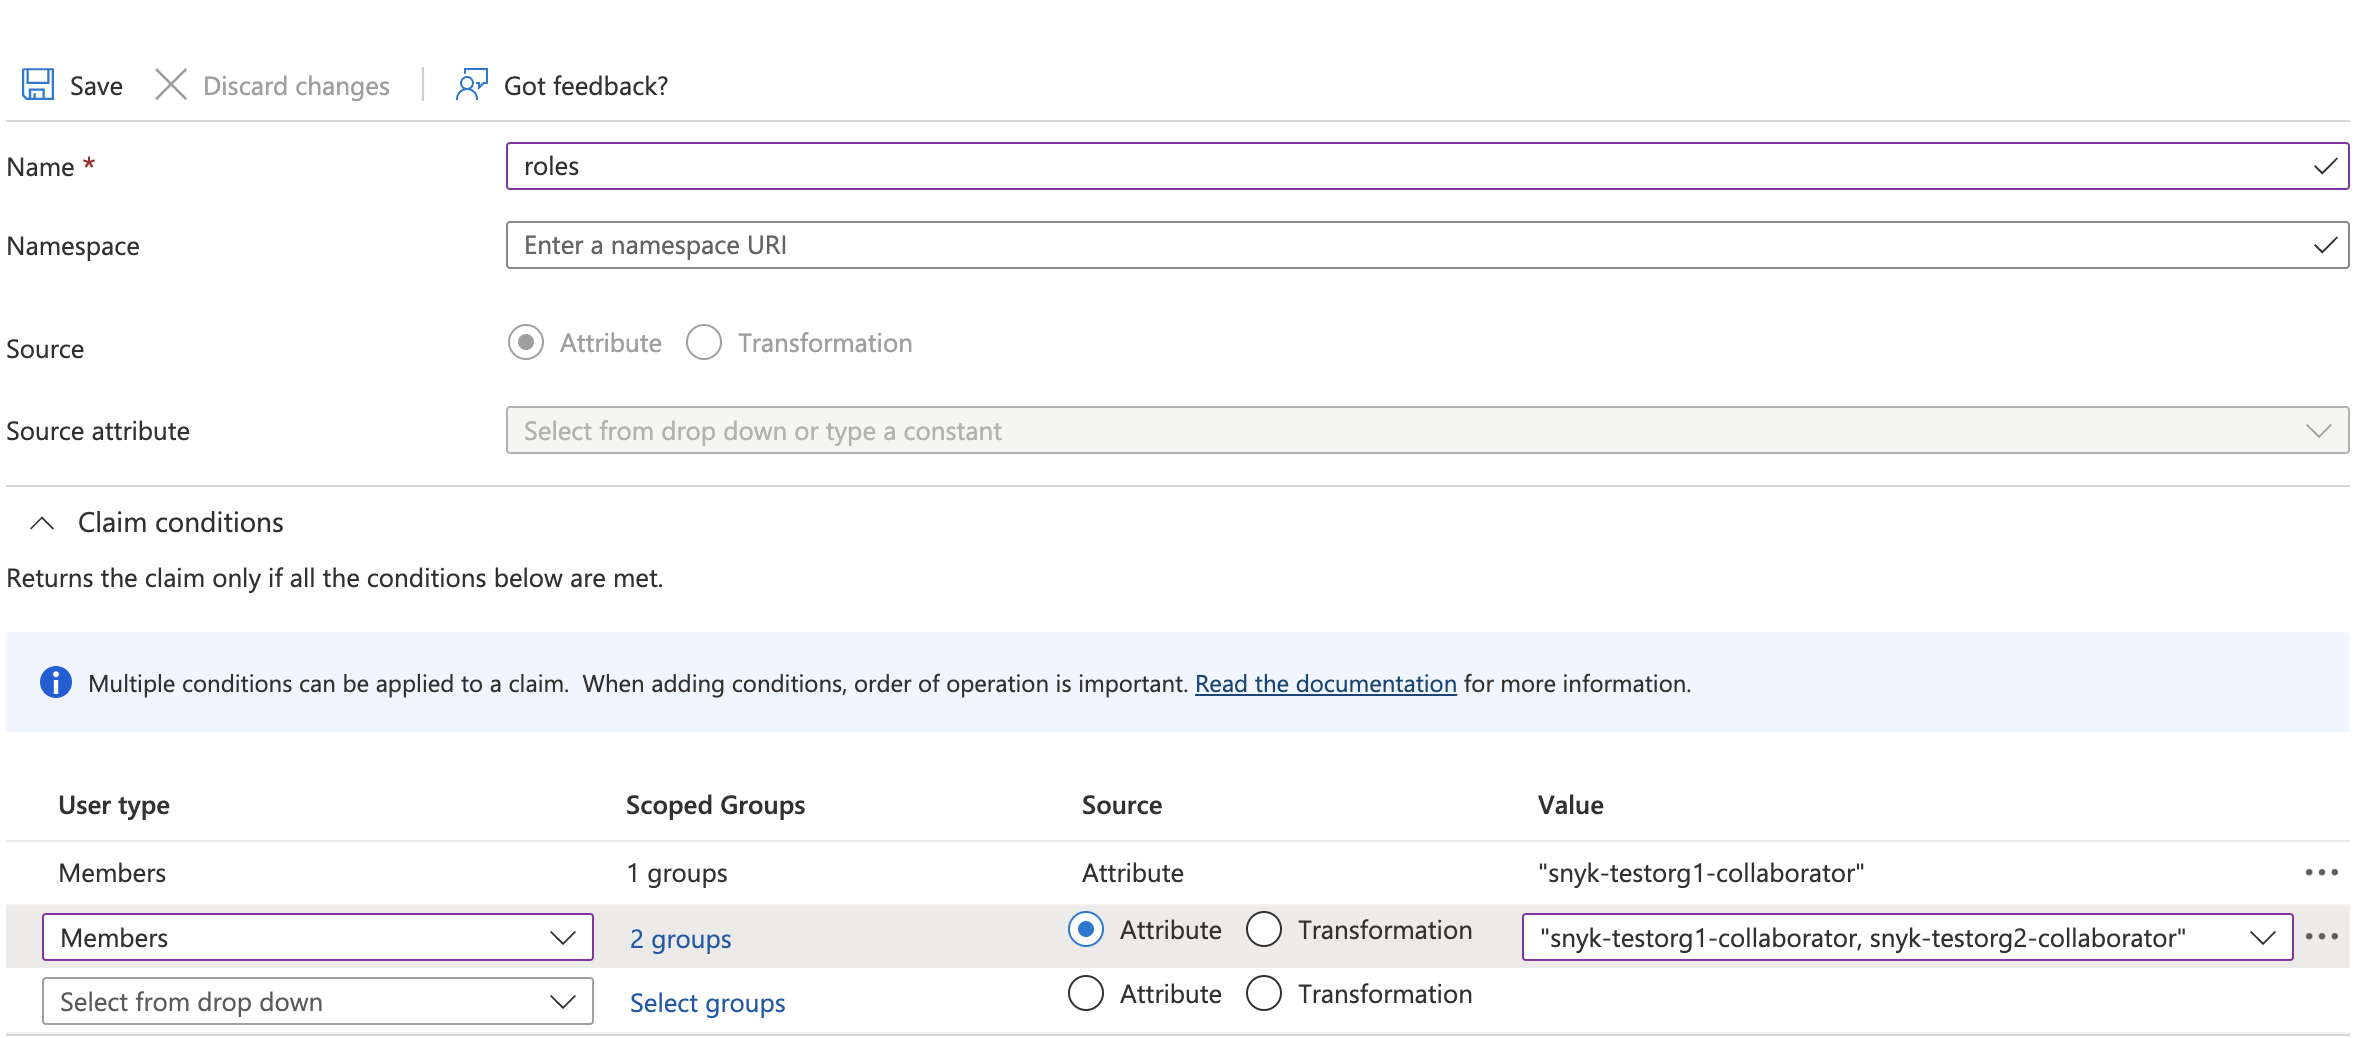 Save Discard changes Got feedback?
Name *
roles
Namespace
Enter a namespace URI
Source
Attribute Transformation
Source attribute
Select from drop down or type a constant
Claim conditions
Returns the claim only if all the conditions below are met.
Multiple conditions can be applied to a claim.  When adding conditions, order of operation is important. Read the documentation for more information.
User type Scoped Groups Source Value
Members 1 groups Attribute "snyk-testorg1-collaborator"
Members 2 groups Attribute Transformation "snyk-testorg1-collaborator, snyk-testorg2-collaborator"
Select from drop down Select groups Attribute Transformation